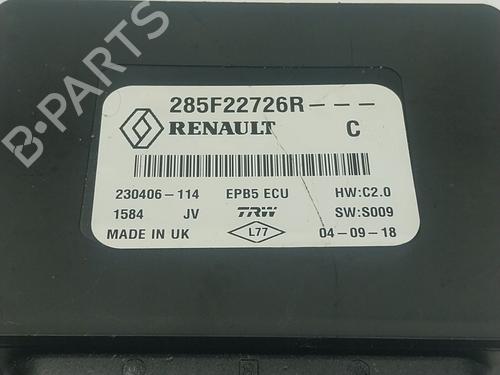 285F22726R---
RENAULT C
230406-114 EPB5 ECU HW:C2.0
1584 JV TRW SW:S009
MADE IN UK L77 04-09-18
B-PARTS